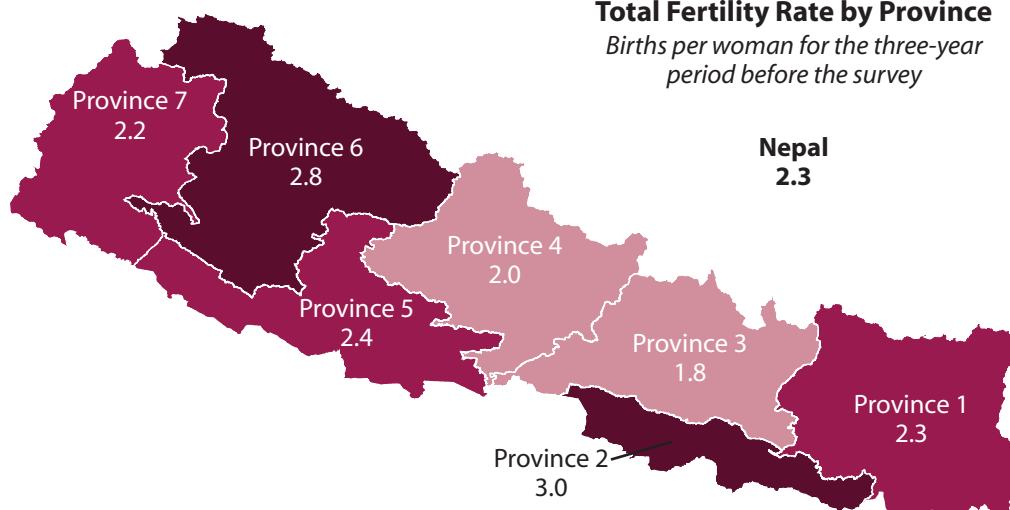 Total Fertility Rate by Province
Births per woman for the three-year
period before the survey
Nepal
2.3
Province 7
2.2
Province 6
2.8
Province 4
2.0
Province 5
2.4
Province 3
1.8
Province 1
2.3
Province 2
3.0